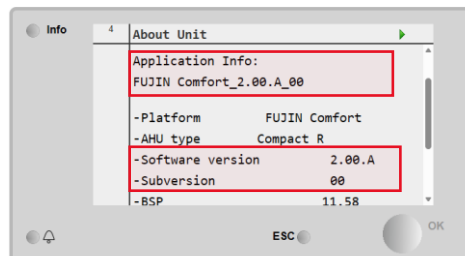 Info
4 About Unit
Application Info:
FUJIN Comfort_2.00.A_00
-Platform FUJIN Comfort
-AHU type Compact R
-Software version 2.00.A
-Subversion 00
-BSP 11.58
ESC
OK